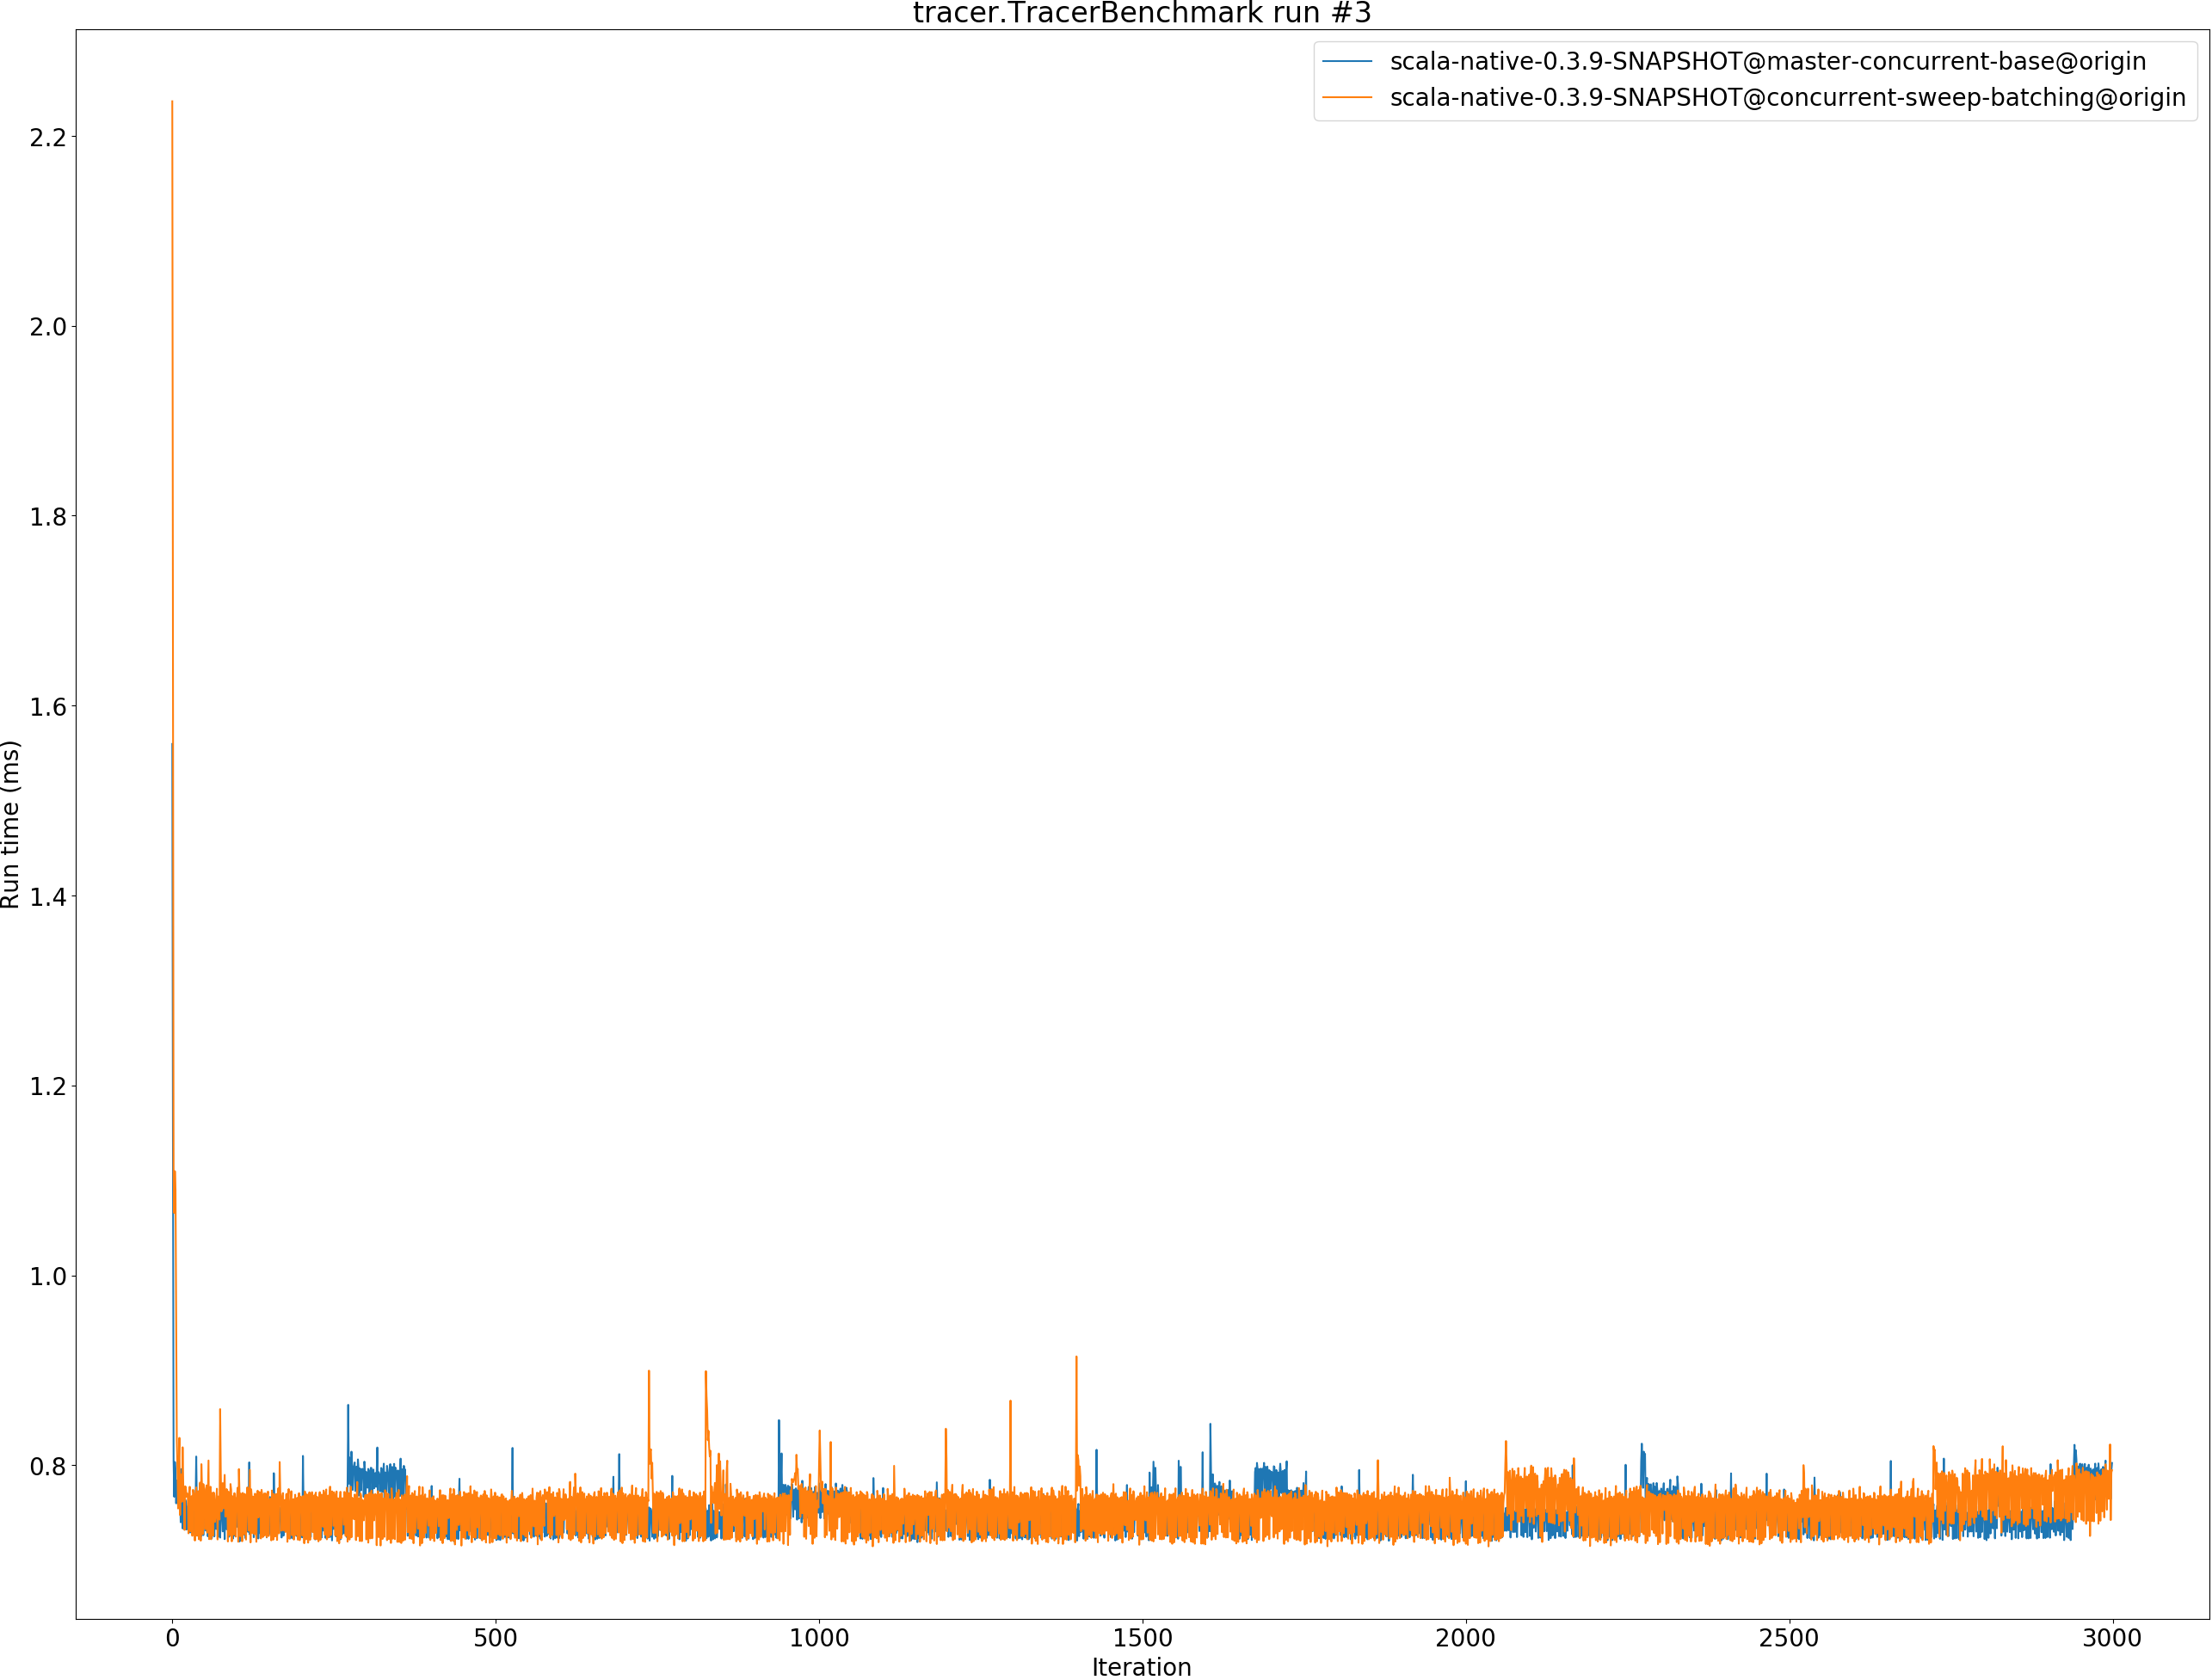 tracer.TracerBenchmark run #3
scala-native-0.3.9-SNAPSHOT@master-concurrent-base@origin
scala-native-0.3.9-SNAPSHOT@concurrent-sweep-batching@origin
2.2
2.0
1.8
1.6
1.4
1.2
1.0
0.8
Run time (ms)
0 500 1000 1500 2000 2500 3000
Iteration